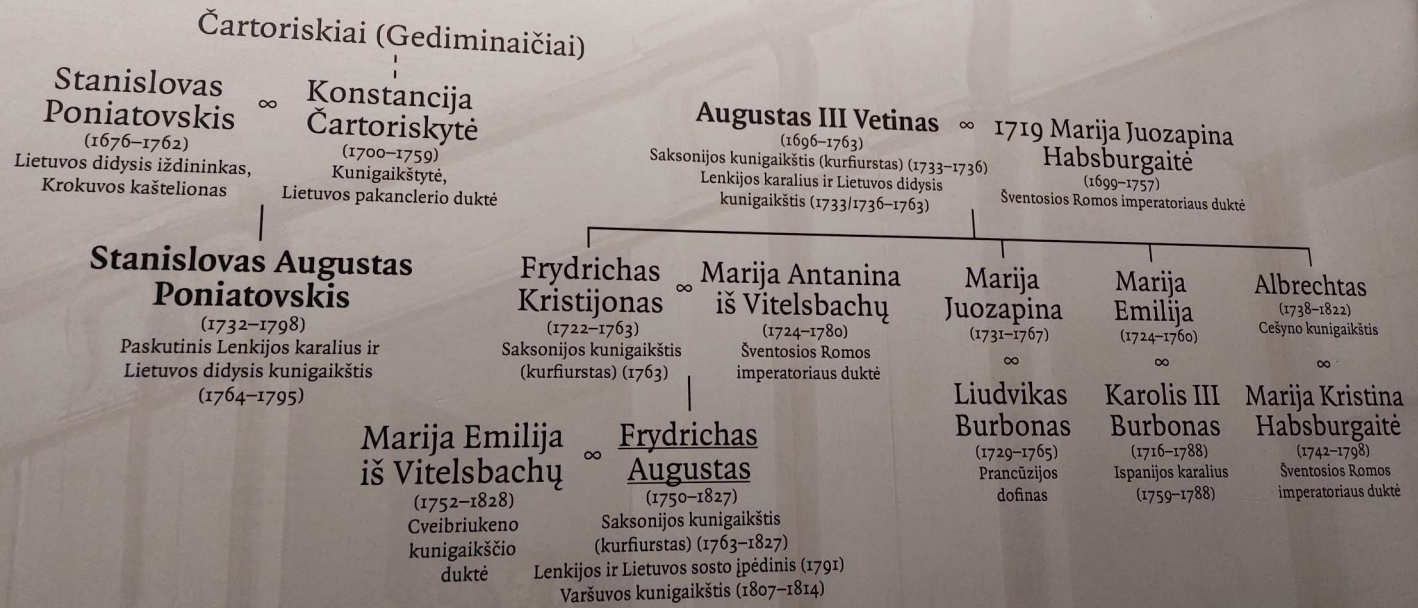 Čartoriskiai (Gediminaičiai)
Stanislovas
Poniatovskis
(1676–1762)
Lietuvos didysis iždininkas,
Krokuvos kaštelionas
∞
Konstancija
Čartoriskytė
(1700–1759)
Kunigaikštytė,
Lietuvos pakanclerio duktė
Stanislovas Augustas
Poniatovskis
(1732–1798)
Paskutinis Lenkijos karalius ir
Lietuvos didysis kunigaikštis
(1764–1795)
Augustas III Vetinas
(1696–1763)
Saksonijos kunigaikštis (kurfiurstas) (1733–1736)
Lenkijos karalius ir Lietuvos didysis
kunigaikštis (1733/1736–1763)
∞
1719 Marija Juozapina
Habsburgaitė
(1699–1757)
Šventosios Romos imperatoriaus duktė
Frydrichas
Kristijonas
(1722–1763)
Saksonijos kunigaikštis
(kurfiurstas) (1763)
∞
Marija Antanina
iš Vitelsbachų
(1724–1780)
Šventosios Romos
imperatoriaus duktė
Marija
Juozapina
(1731–1767)
∞
Liudvikas
Burbonas
(1729–1765)
Prancūzijos
dofinas
Marija
Emilija
(1724–1760)
∞
Karolis III
Burbonas
(1716–1788)
Ispanijos karalius
(1759–1788)
Albrechtas
(1738–1822)
Cešyno kunigaikštis
∞
Marija Kristina
Habsburgaitė
(1742–1798)
Šventosios Romos
imperatoriaus duktė
Marija Emilija
iš Vitelsbachų
(1752–1828)
Cveibriukeno
kunigaikščio
duktė
∞
Frydrichas
Augustas
(1750–1827)
Saksonijos kunigaikštis
(kurfiurstas) (1763–1827)
Lenkijos ir Lietuvos sosto įpėdinis (1791)
Varšuvos kunigaikštis (1807–1814)